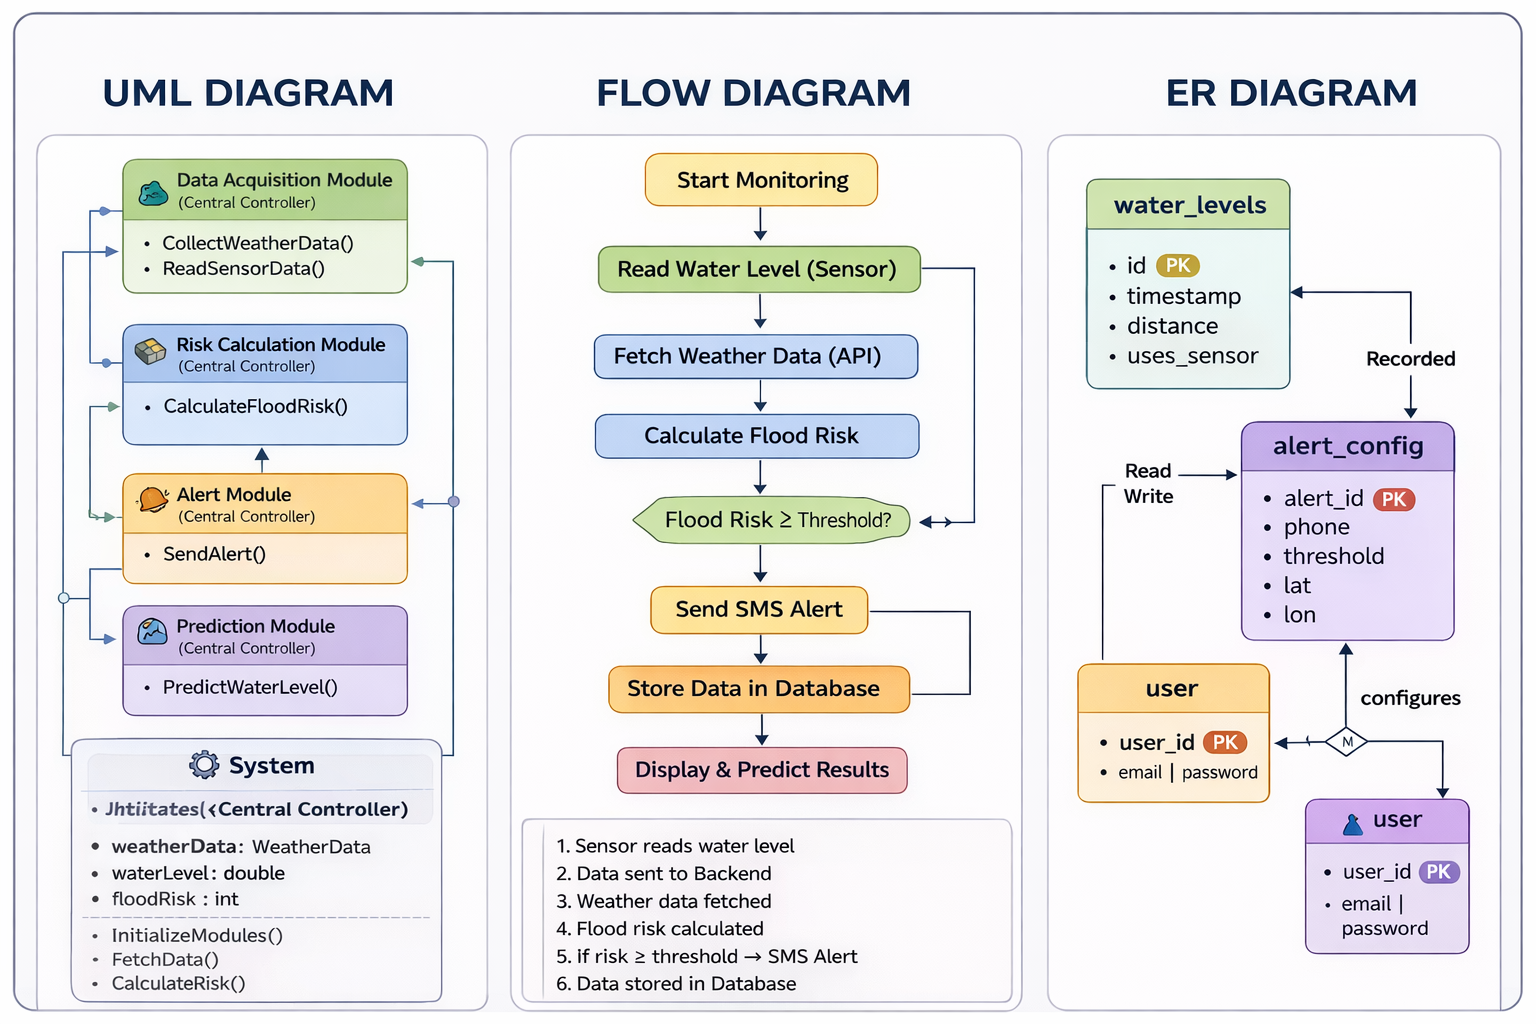 UML DIAGRAM
Data Acquisition Module
(Central Controller)
• CollectWeatherData()
• ReadSensorData()
Risk Calculation Module
(Central Controller)
• CalculateFloodRisk()
Alert Module
(Central Controller)
• SendAlert()
Prediction Module
(Central Controller)
• PredictWaterLevel()
System
(Central Controller)
• weatherData: WeatherData
• waterLevel: double
• floodRisk : int
• InitializeModules()
• FetchData()
• CalculateRisk()
FLOW DIAGRAM
Start Monitoring
Read Water Level (Sensor)
Fetch Weather Data (API)
Calculate Flood Risk
Flood Risk ≥ Threshold?
Send SMS Alert
Store Data in Database
Display & Predict Results
1. Sensor reads water level
2. Data sent to Backend
3. Weather data fetched
4. Flood risk calculated
5. if risk ≥ threshold → SMS Alert
6. Data stored in Database
ER DIAGRAM
water_levels
• id PK
• timestamp
• distance
• uses_sensor
Recorded
alert_config
• alert_id PK
• phone
• threshold
• lat
• lon
Read
Write
user
• user_id PK
• email | password
configures
M
user
• user_id PK
• email |
password